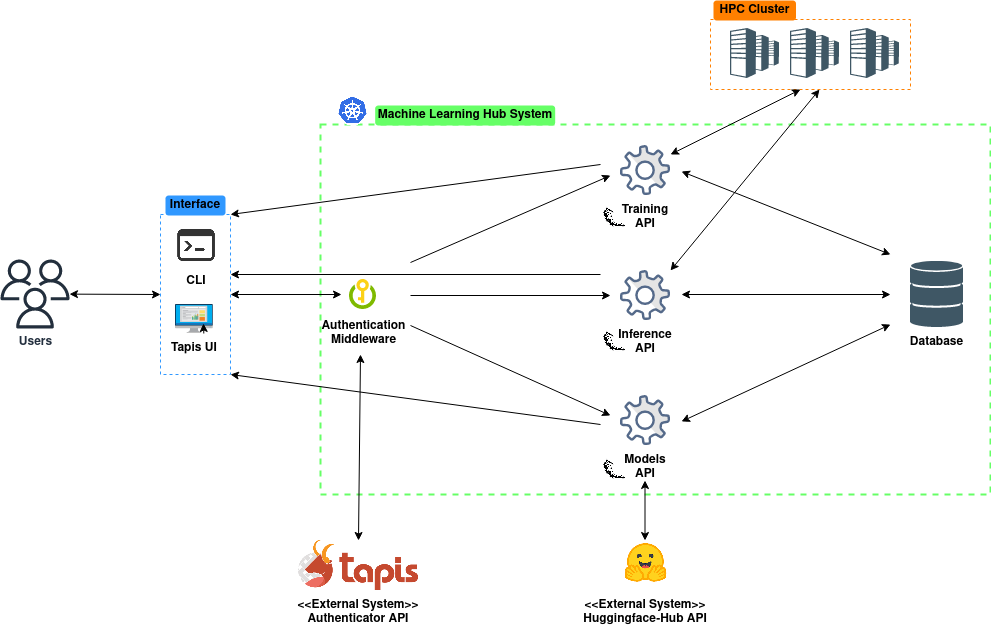 HPC Cluster
Machine Learning Hub System
Interface
CLI
Tapis UI
Users
Authentication
Middleware
Training
API
Inference
API
Models
API
Database
tapis
<<External System>>
Authenticator API
<<External System>>
Huggingface-Hub API